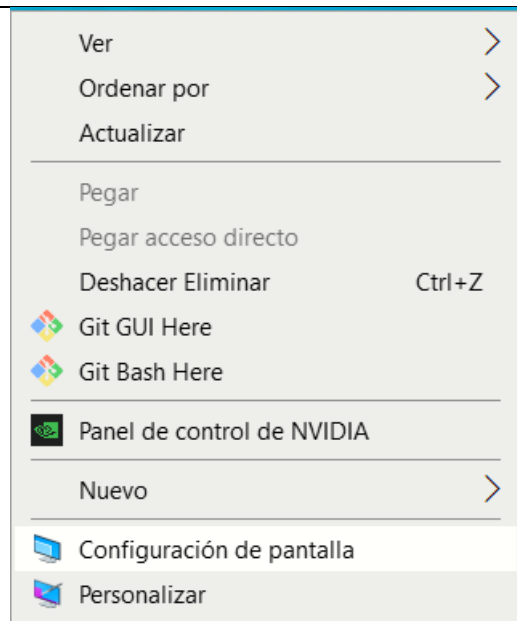 Ver
Ordenar por
Actualizar
Pegar
Pegar acceso directo
Deshacer Eliminar Ctrl+Z
Git GUI Here
Git Bash Here
Panel de control de NVIDIA
Nuevo
Configuración de pantalla
Personalizar